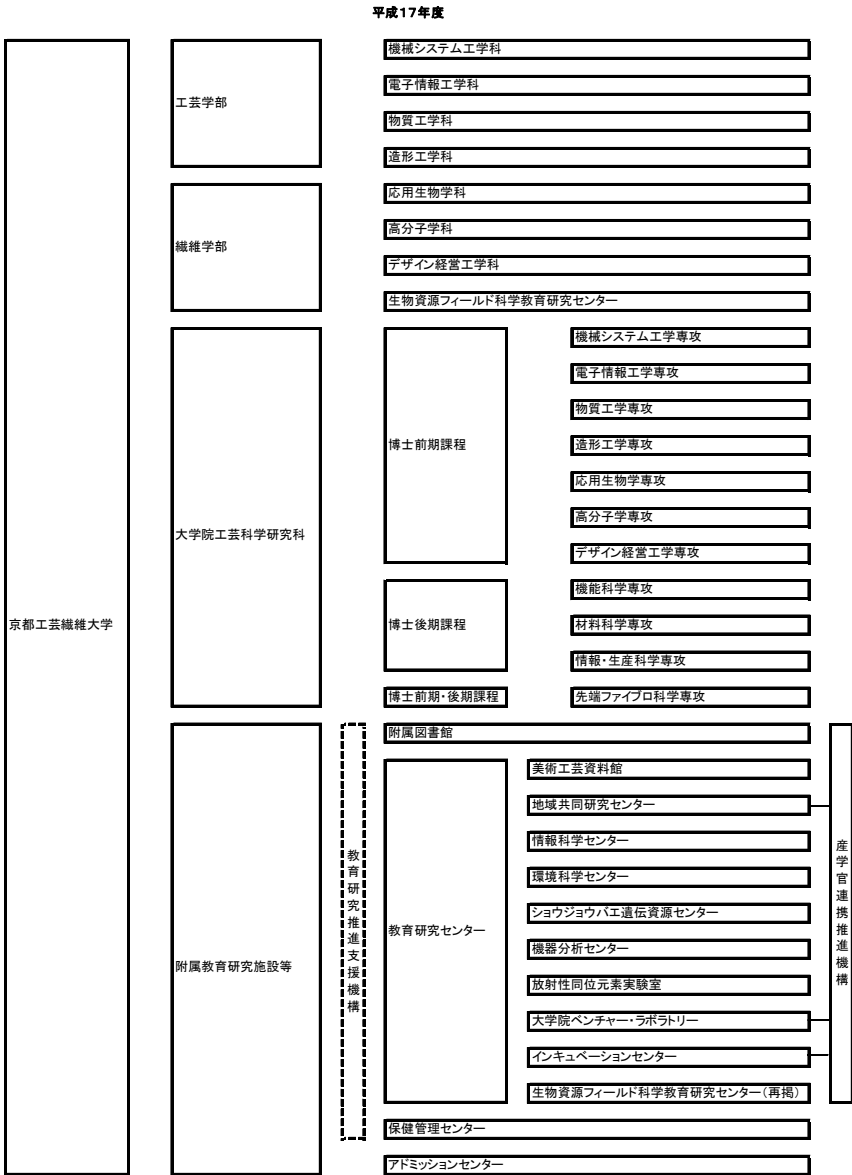 平成17年度
京都工芸繊維大学
工芸学部
機械システム工学科
電子情報工学科
物質工学科
造形工学科
繊維学部
応用生物学科
高分子学科
デザイン経営工学科
生物資源フィールド科学教育研究センター
大学院工芸科学研究科
博士前期課程
機械システム工学専攻
電子情報工学専攻
物質工学専攻
造形工学専攻
応用生物学専攻
高分子学専攻
デザイン経営工学専攻
博士後期課程
機能科学専攻
材料科学専攻
情報・生産科学専攻
博士前期・後期課程
先端ファイブロ科学専攻
附属教育研究施設等
教育研究推進支援機構
附属図書館
教育研究センター
美術工芸資料館
地域共同研究センター
情報科学センター
環境科学センター
ショウジョウバエ遺伝資源センター
機器分析センター
放射性同位元素実験室
大学院ベンチャー・ラボラトリー
インキュベーションセンター
生物資源フィールド科学教育研究センター(再掲)
産学官連携推進機構
保健管理センター
アドミッションセンター